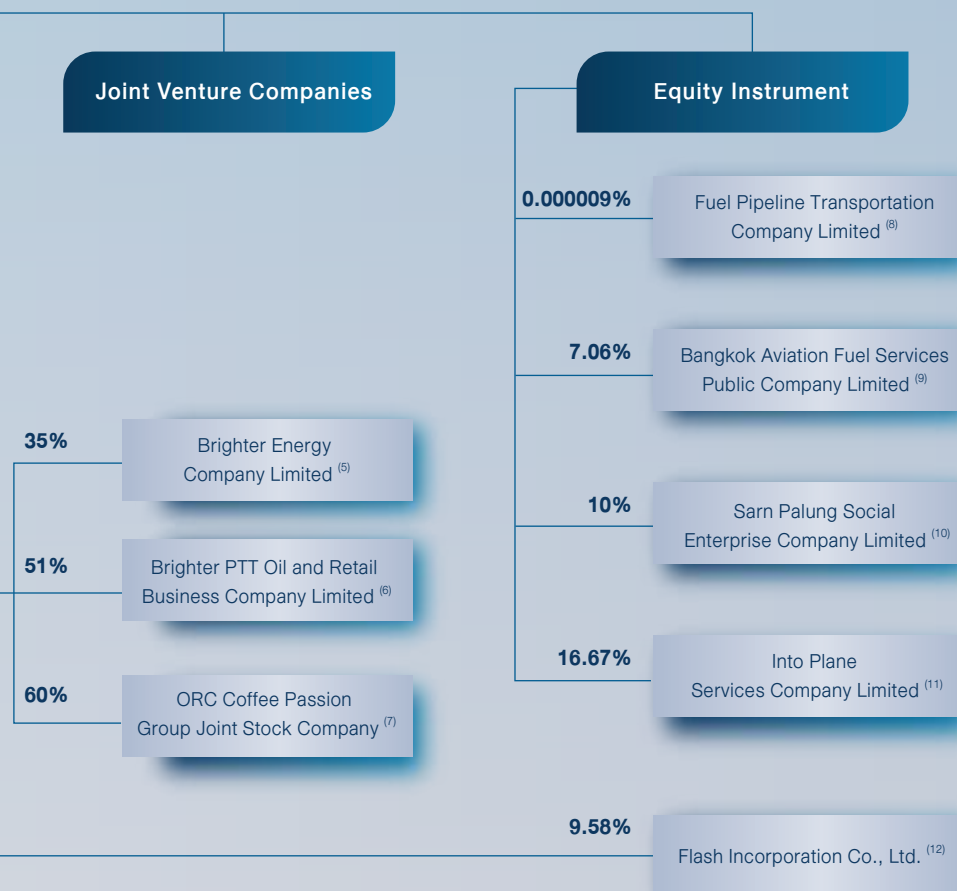 Joint Venture Companies
35%
Brighter Energy
Company Limited (5)
51%
Brighter PTT Oil and Retail
Business Company Limited (6)
60%
ORC Coffee Passion
Group Joint Stock Company (7)
Equity Instrument
0.000009%
Fuel Pipeline Transportation
Company Limited (8)
7.06%
Bangkok Aviation Fuel Services
Public Company Limited (9)
10%
Sarn Palung Social
Enterprise Company Limited (10)
16.67%
Into Plane
Services Company Limited (11)
9.58%
Flash Incorporation Co., Ltd. (12)